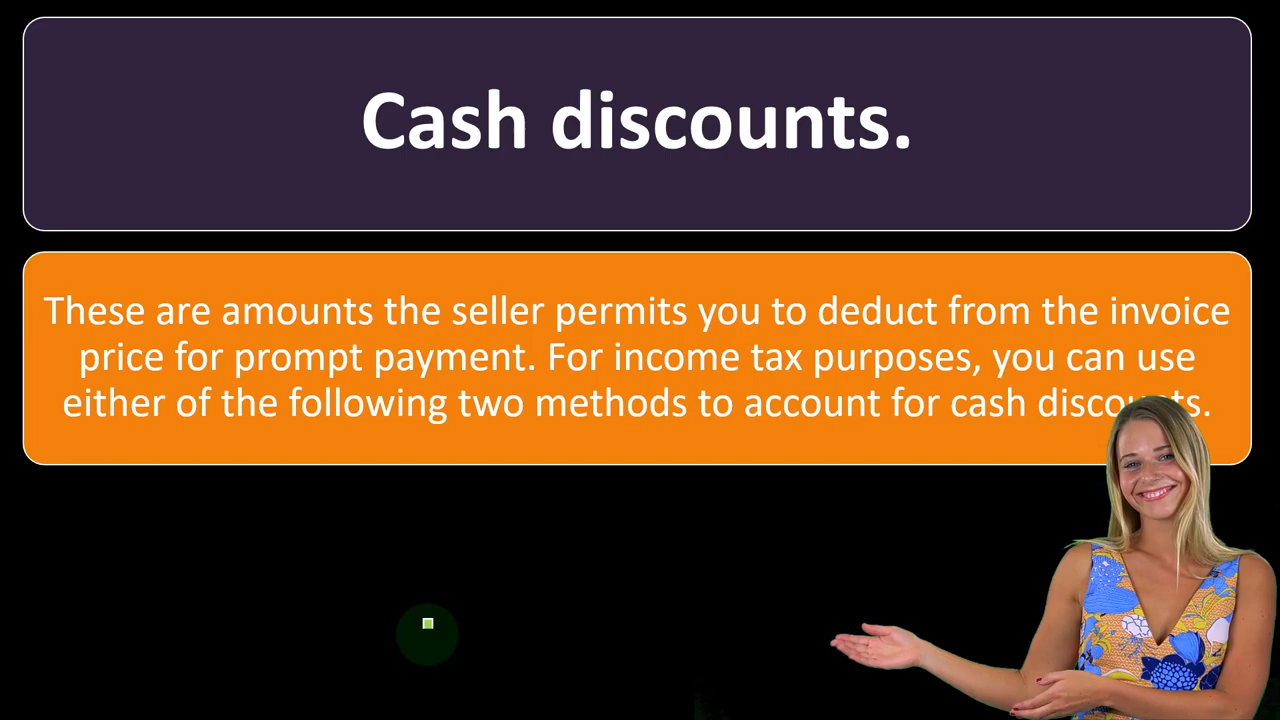 Cash discounts.
These are amounts the seller permits you to deduct from the invoice
price for prompt payment. For income tax purposes, you can use
either of the following two methods to account for cash discounts.